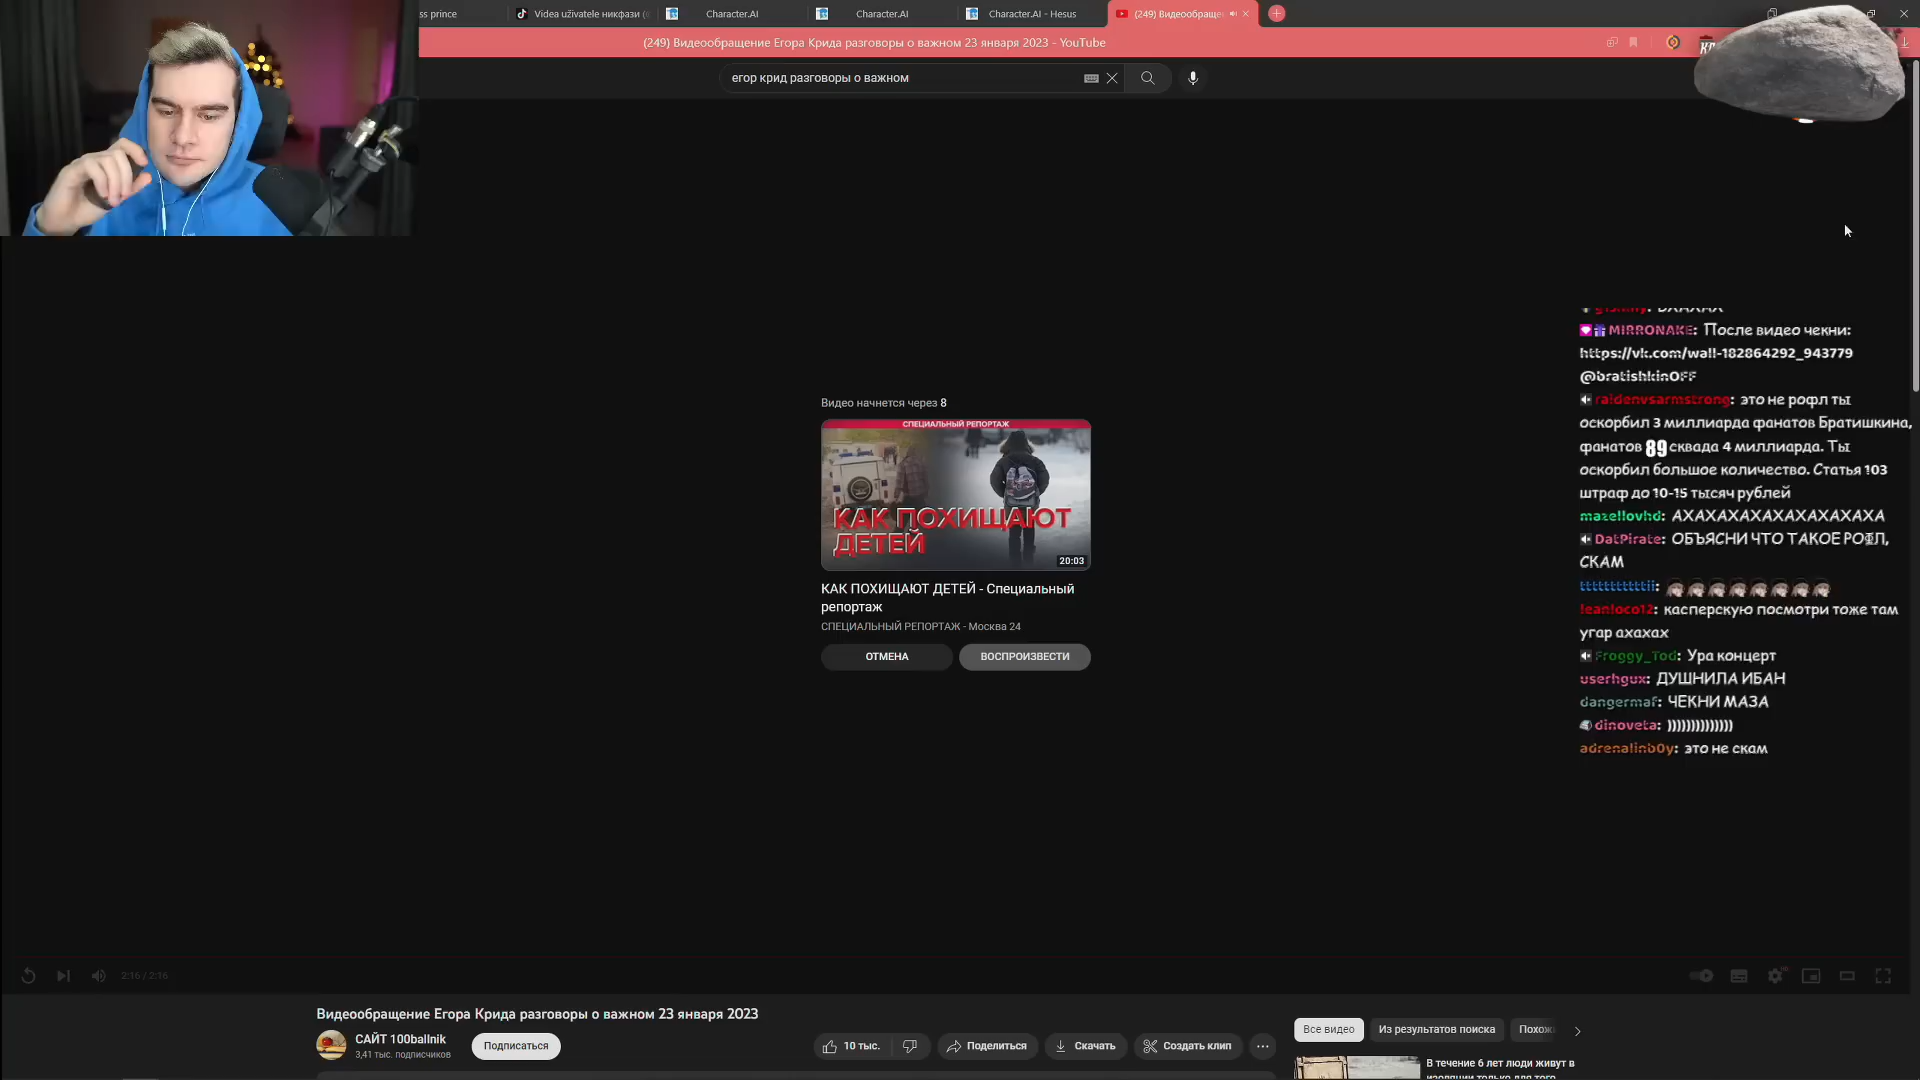 ss prince
Videa uživatele никфази (
Character.AI
Character.AI
Character.AI - Hesus
(249) Видеообраще
(249) Видеообращение Егора Крида разговоры о важном 23 января 2023 - YouTube
егор крид разговоры о важном
MIRRONAKE: После видео чекни:
https://vk.com/wall-182864292_943779
@bratishkinOFF
raidenvsarmstrong: это не рофл ты
оскорбил 3 миллиарда фанатов Братишкина,
фанатов 89 сквада 4 миллиарда. Ты
оскорбил большое количество. Статья 103
штраф до 10-15 тысяч рублей
mazellovhd: АХАХАХАХАХАХАХАХАХА
DatPirate: ОБЪЯСНИ ЧТО ТАКОЕ РОФЛ,
СКАМ
leanloco12: касперскую посмотри тоже там
угар ахахах
Froggy_Tod: Ура концерт
userhgux: ДУШНИЛА ИБАН
dangermaf: ЧЕКНИ МАЗА
dinoveta: ))))))))))))))
adrenalinb0y: это не скам
Видео начнется через 8
СПЕЦИАЛЬНЫЙ РЕПОРТАЖ
КАК ПОХИЩАЮТ
ДЕТЕЙ
20:03
КАК ПОХИЩАЮТ ДЕТЕЙ - Специальный
репортаж
СПЕЦИАЛЬНЫЙ РЕПОРТАЖ - Москва 24
ОТМЕНА
ВОСПРОИЗВЕСТИ
2:16 / 2:16
Видеообращение Егора Крида разговоры о важном 23 января 2023
САЙТ 100ballnik
3,41 тыс. подписчиков
Подписаться
10 тыс.
Поделиться
Скачать
Создать клип
Все видео
Из результатов поиска
Похож
В течение 6 лет люди живут в
изоляции только для того